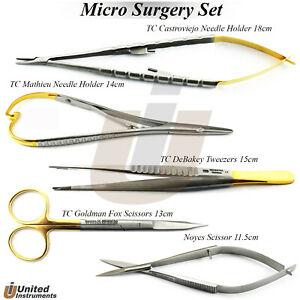 Micro Surgery Set
TC Castroviejo Needle Holder 18cm
TC Mathieu Needle Holder 14cm
TC DeBakey Tweezers 15cm
TC Goldman Fox Scissors 13cm
Noyes Scissor 11.5cm
United
Instruments